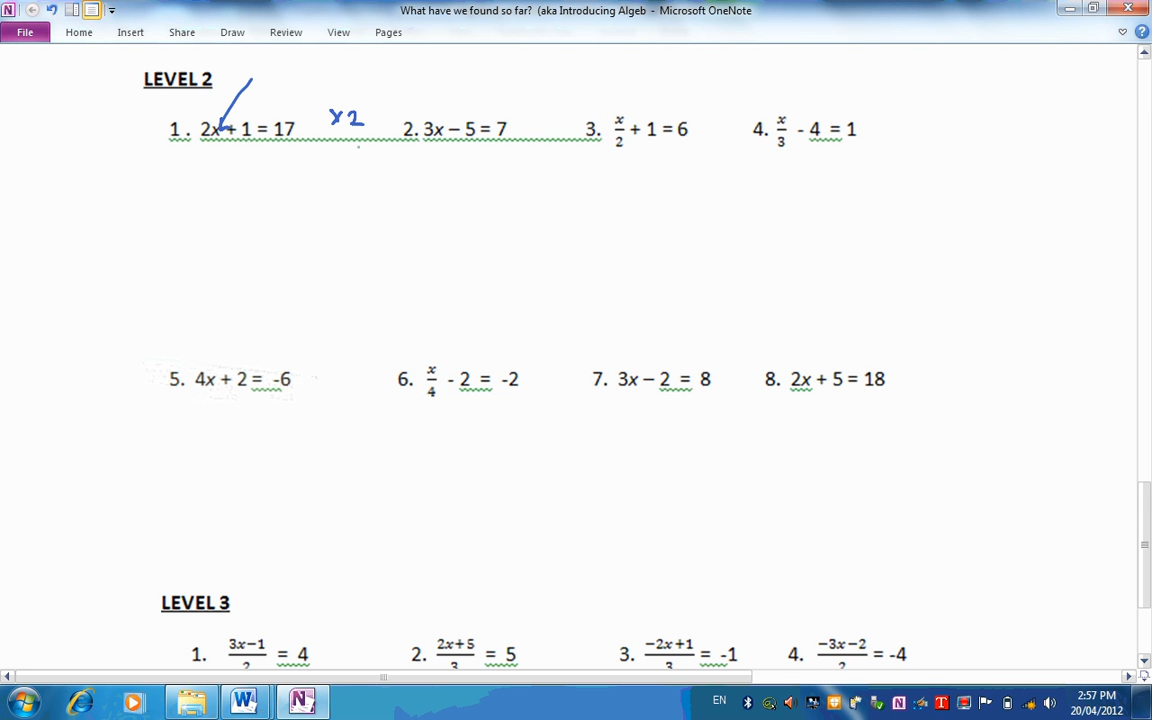 What have we found so far? (aka Introducing Algeb - Microsoft OneNote
File Home Insert Share Draw Review View Pages
LEVEL 2
1 . 2x + 1 = 17 x2 2. 3x – 5 = 7 3. x/2 + 1 = 6 4. x/3 - 4 = 1
5. 4x + 2 = -6 6. x/4 - 2 = -2 7. 3x – 2 = 8 8. 2x + 5 = 18
LEVEL 3
1. 3x−1/2 = 4 2. 2x+5/3 = 5 3. −2x+1/3 = -1 4. −3x−2/2 = -4
EN 2:57 PM
20/04/2012